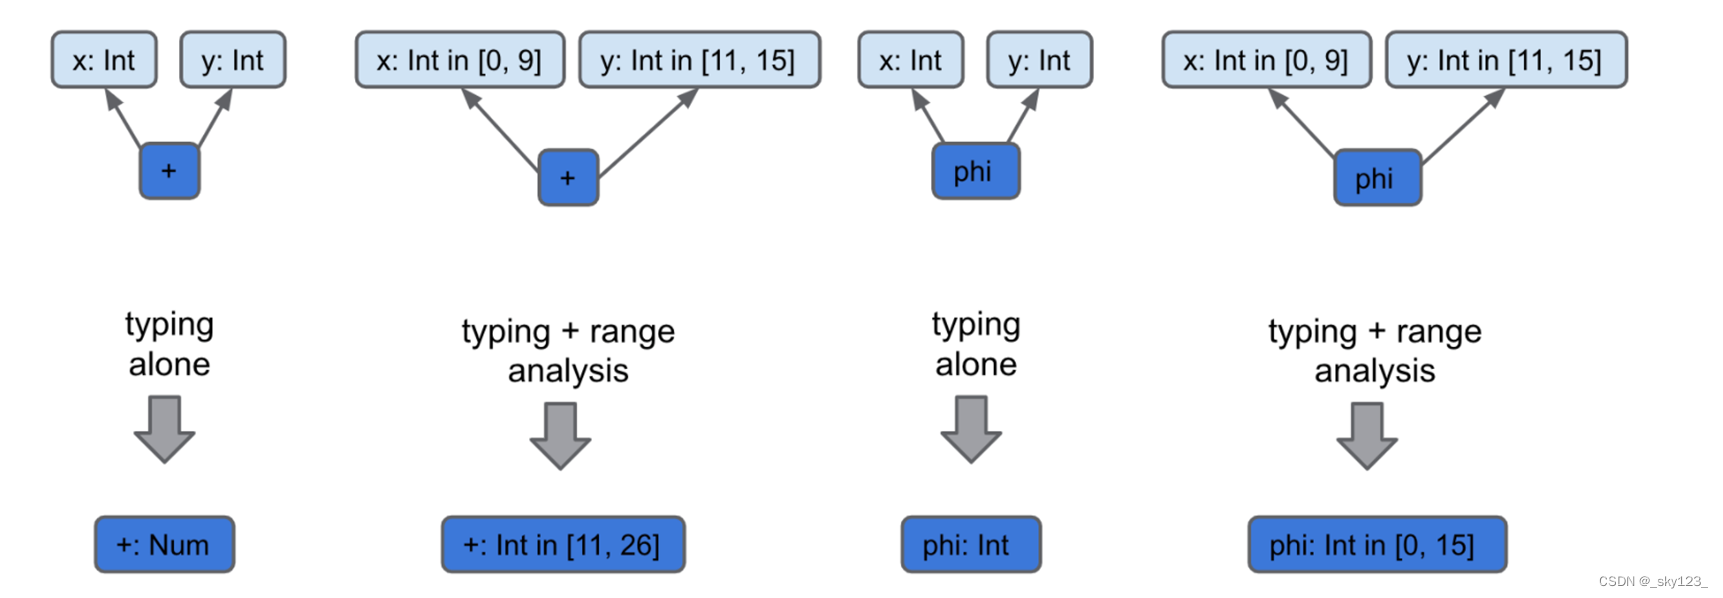 x: Int
y: Int
x: Int in [0, 9]
y: Int in [11, 15]
x: Int
y: Int
x: Int in [0, 9]
y: Int in [11, 15]
+
+
phi
phi
typing
alone
typing + range
analysis
typing
alone
typing + range
analysis
+: Num
+: Int in [11, 26]
phi: Int
phi: Int in [0, 15]
CSDN @_sky123_